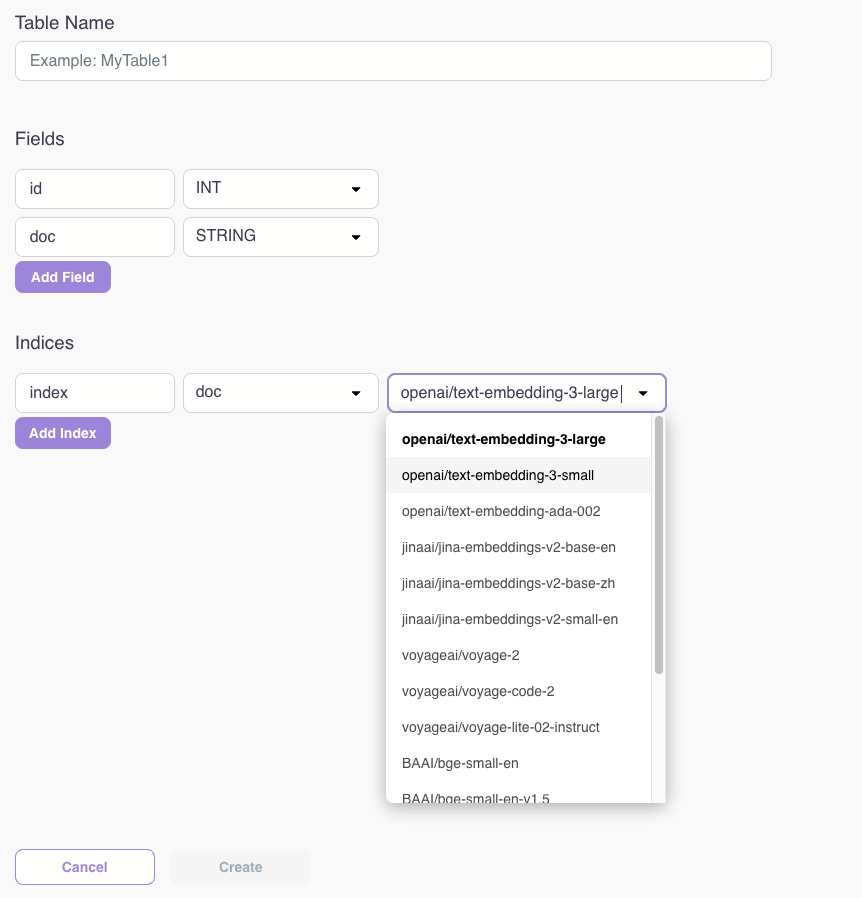 Table Name
Example: MyTable1
Fields
id INT
doc STRING
Add Field
Indices
index doc openai/text-embedding-3-large
Add Index
openai/text-embedding-3-large
openai/text-embedding-3-small
openai/text-embedding-ada-002
jinaai/jina-embeddings-v2-base-en
jinaai/jina-embeddings-v2-base-zh
jinaai/jina-embeddings-v2-small-en
voyageai/voyage-2
voyageai/voyage-code-2
voyageai/voyage-lite-02-instruct
BAAI/bge-small-en
BAAI/bge-small-en-v1.5
Cancel Create